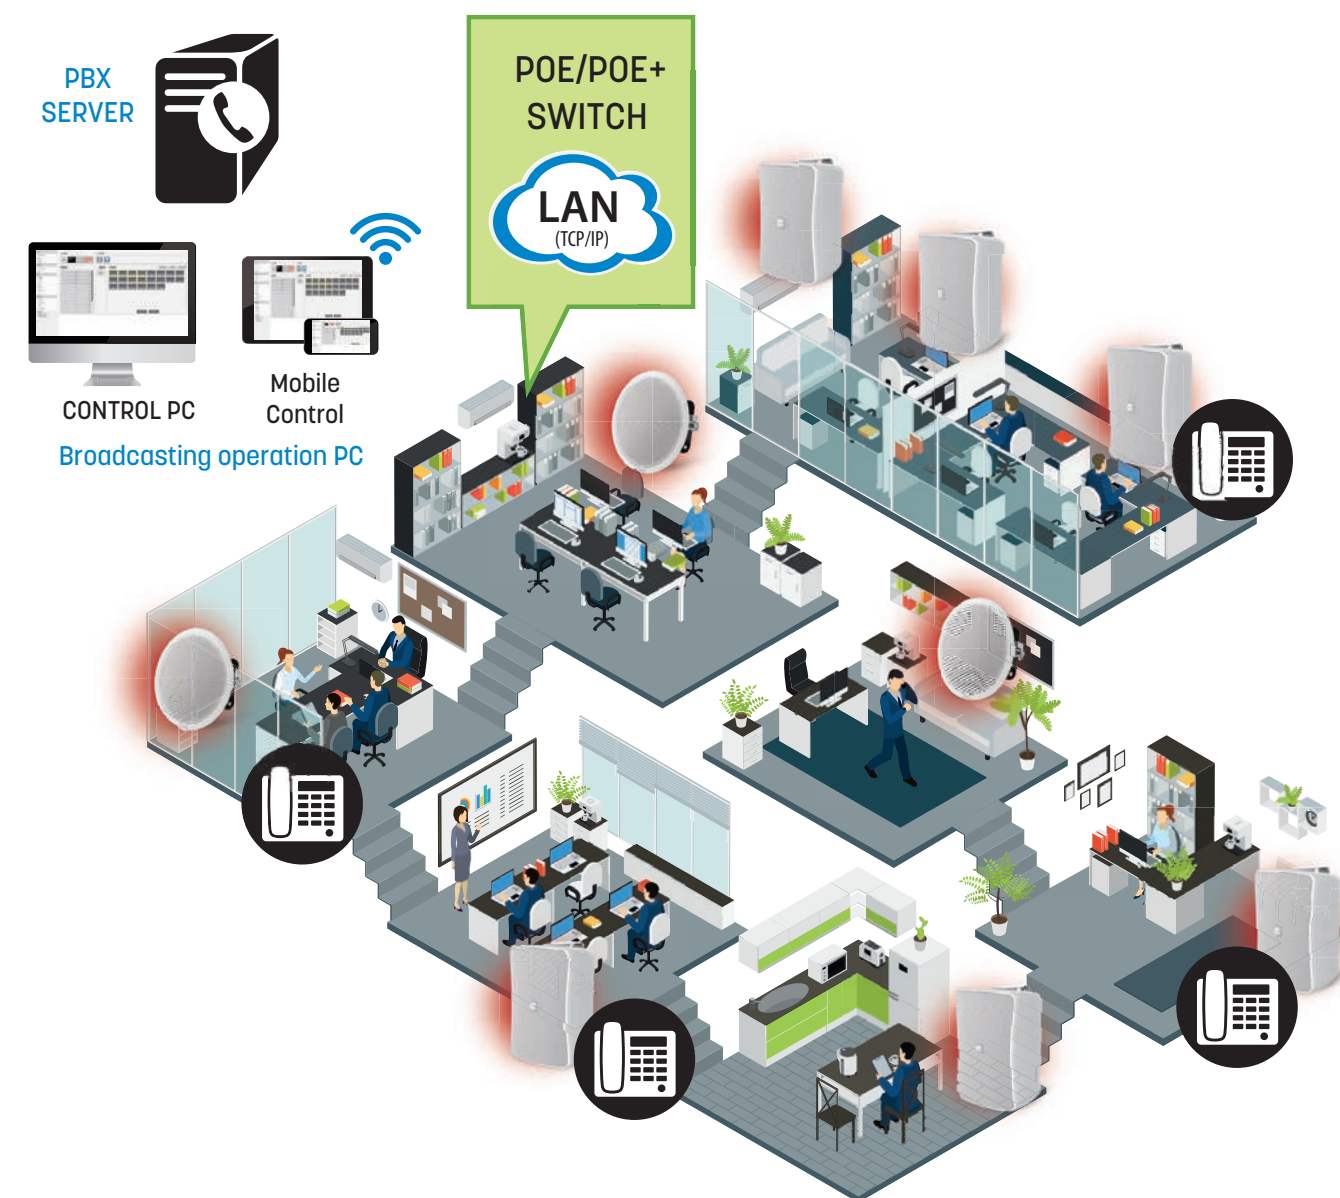 PBX
SERVER
POE/POE+
SWITCH
LAN
(TCP/IP)
CONTROL PC
Mobile
Control
Broadcasting operation PC